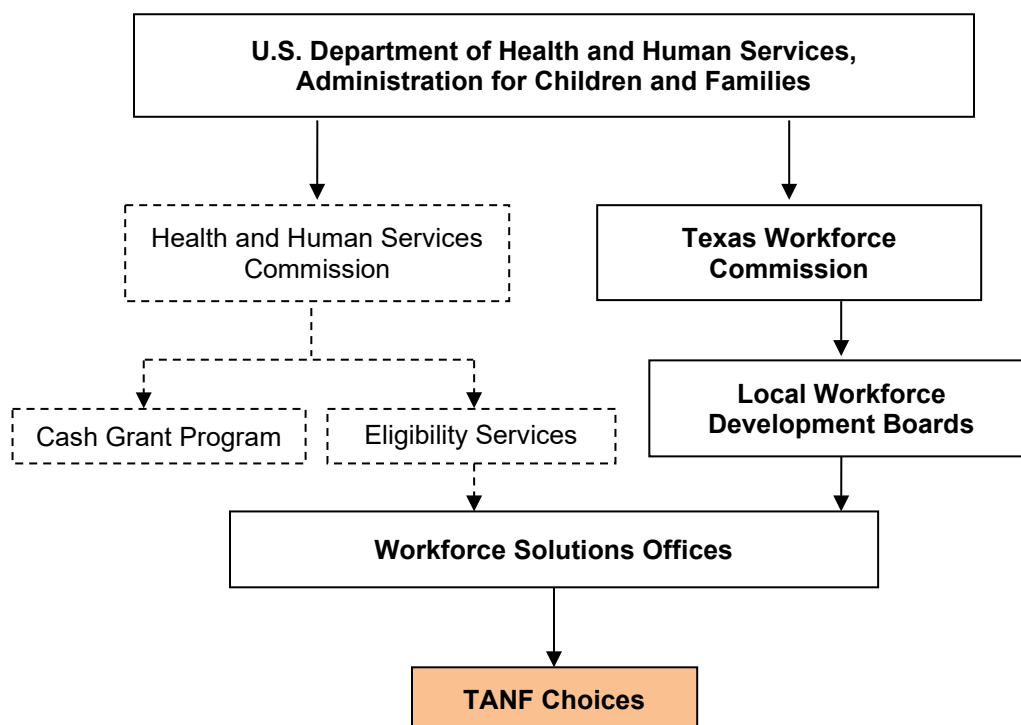 U.S. Department of Health and Human Services,
Administration for Children and Families
Health and Human Services
Commission
Texas Workforce
Commission
Cash Grant Program
Eligibility Services
Local Workforce
Development Boards
Workforce Solutions Offices
TANF Choices